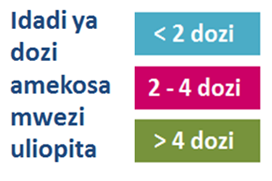 Idadi ya
dozi
amekosa
mwezi
uliopita
< 2 dozi
2 - 4 dozi
> 4 dozi